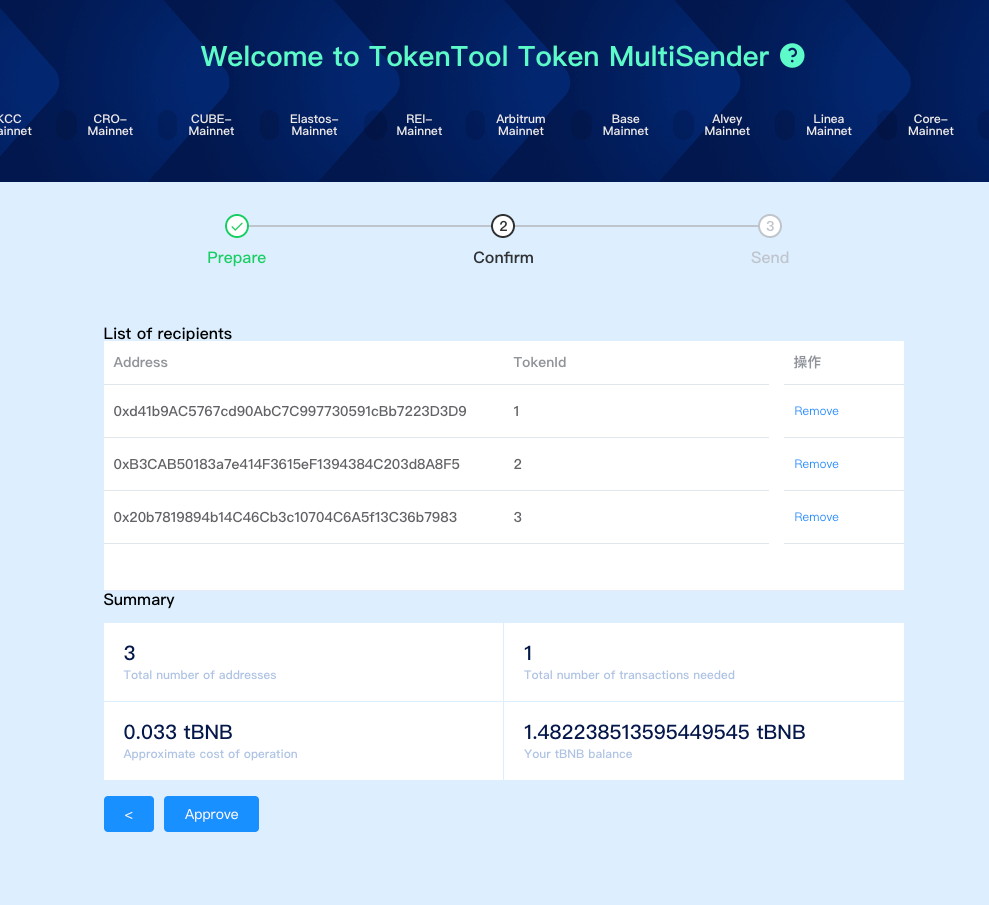 Welcome to TokenTool Token MultiSender ?
KCC
ainnet
CRO-
Mainnet
CUBE-
Mainnet
Elastos-
Mainnet
REI-
Mainnet
Arbitrum
Mainnet
Base
Mainnet
Alvey
Mainnet
Linea
Mainnet
Core-
Mainnet
2
3
Prepare
Confirm
Send
List of recipients
Address TokenId 操作
0xd41b9AC5767cd90AbC7C997730591cBb7223D3D9 1 Remove
0xB3CAB50183a7e414F3615eF1394384C203d8A8F5 2 Remove
0x20b7819894b14C46Cb3c10704C6A5f13C36b7983 3 Remove
Summary
3
Total number of addresses
1
Total number of transactions needed
0.033 tBNB
Approximate cost of operation
1.482238513595449545 tBNB
Your tBNB balance
< Approve